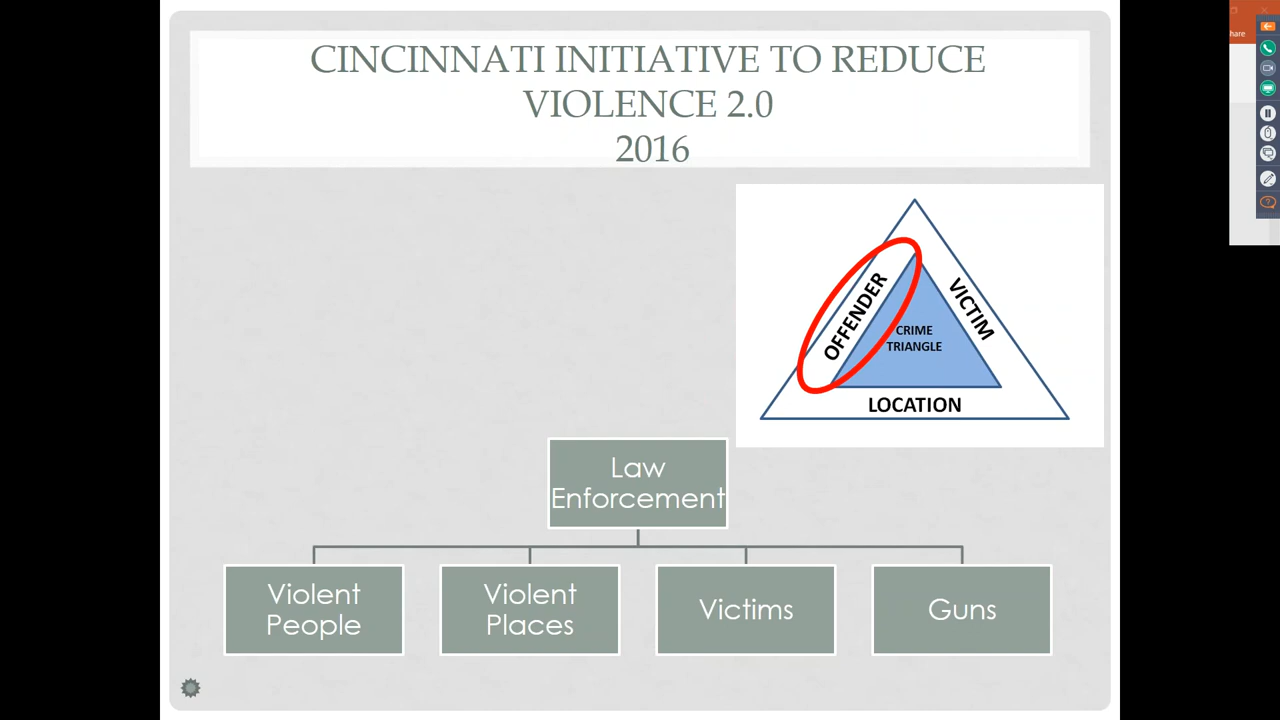 CINCINNATI INITIATIVE TO REDUCE
VIOLENCE 2.0
2016
OFFENDER
VICTIM
CRIME
TRIANGLE
LOCATION
Law
Enforcement
Violent
People
Violent
Places
Victims
Guns
hare